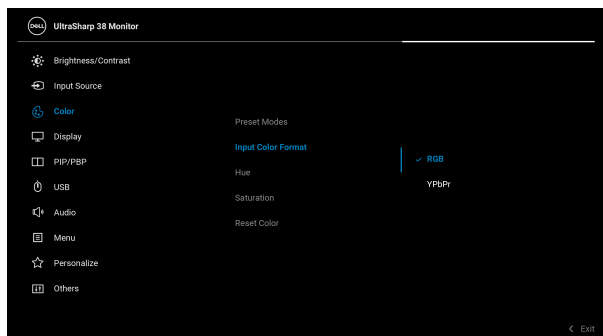 DELL UltraSharp 38 Monitor
Brightness/Contrast
Input Source
Color
Display
PIP/PBP
USB
Audio
Menu
Personalize
Others
Preset Modes
Input Color Format
Hue
Saturation
Reset Color
RGB
YPbPr
Exit